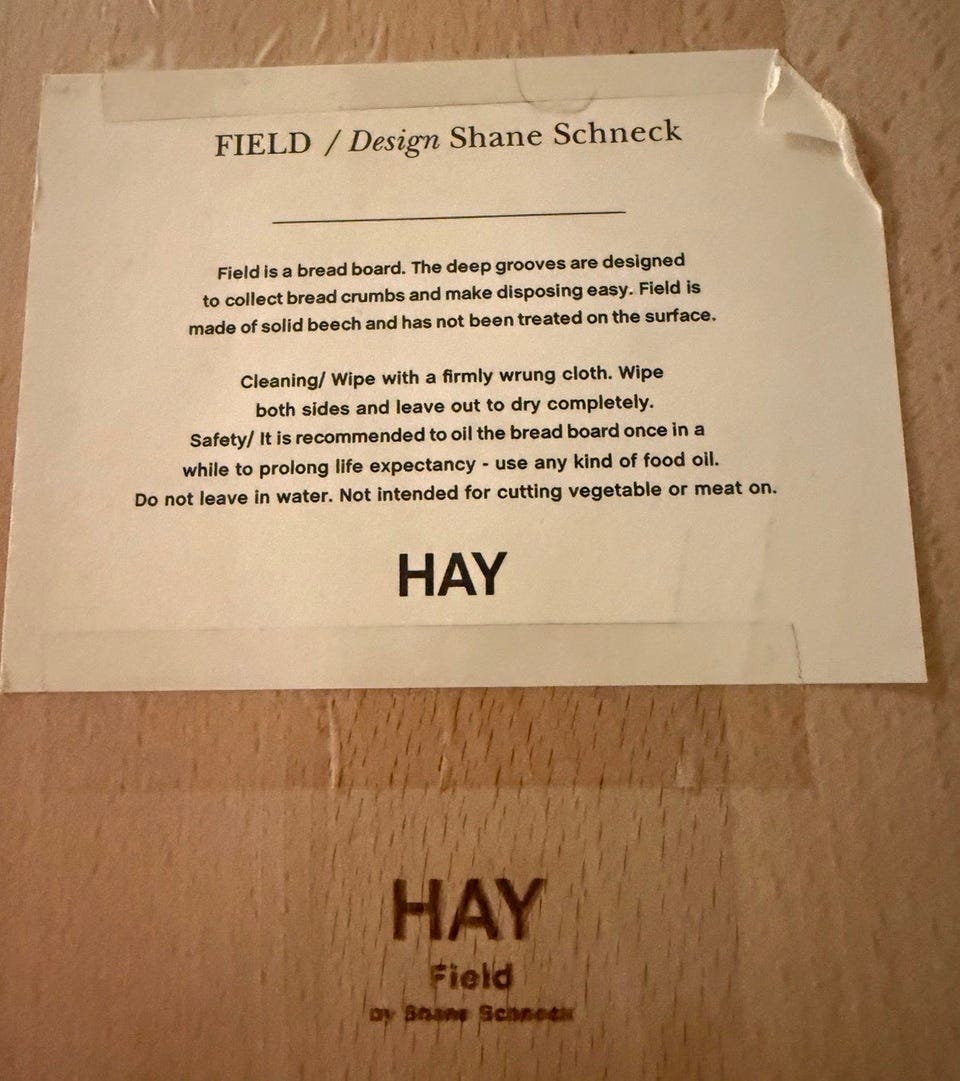 FIELD / Design Shane Schneck
Field is a bread board. The deep grooves are designed
to collect bread crumbs and make disposing easy. Field is
made of solid beech and has not been treated on the surface.
Cleaning/ Wipe with a firmly wrung cloth. Wipe
both sides and leave out to dry completely.
Safety/ It is recommended to oil the bread board once in a
while to prolong life expectancy - use any kind of food oil.
Do not leave in water. Not intended for cutting vegetable or meat on.
HAY
HAY
Field
by Shane Schneck